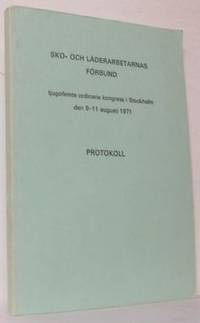 SKO- OCH LÄDERARBETARNAS
FÖRBUND
tjugofemte ordinarie kongress i Stockholm
den 9-11 augusti 1971
PROTOKOLL